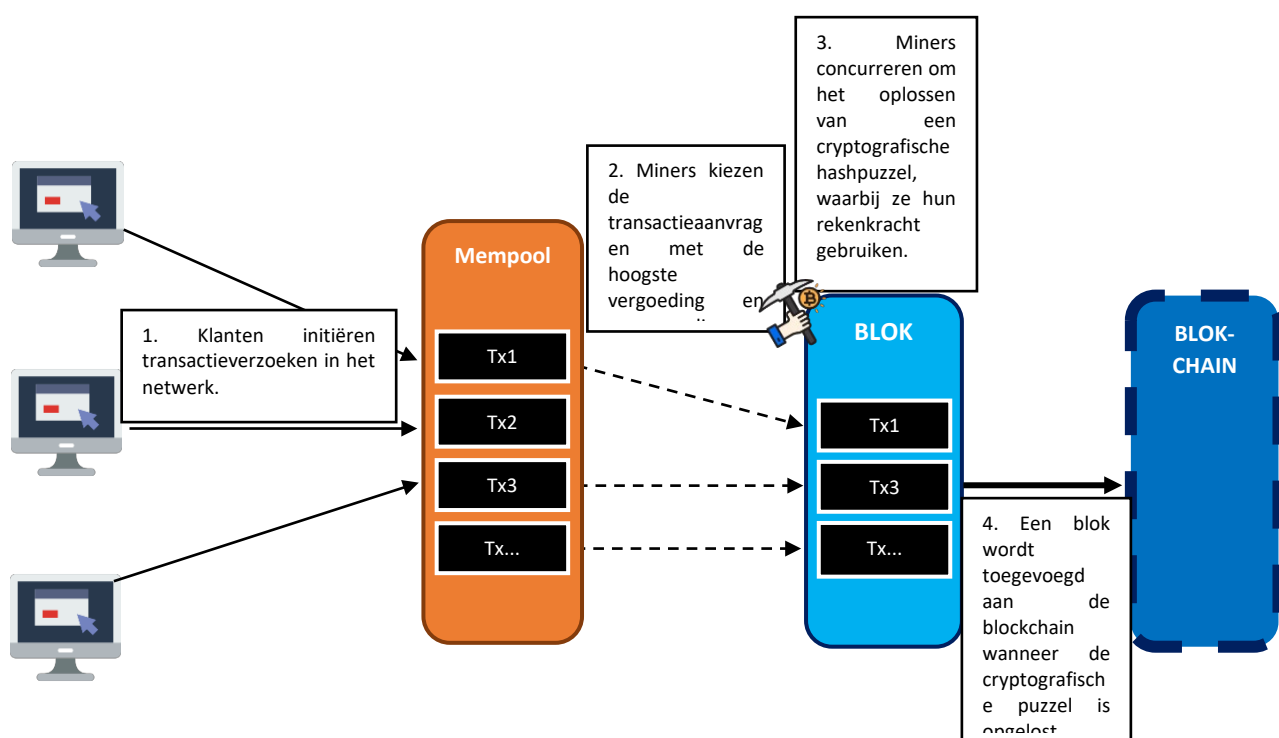 1. Klanten initiëren
transactieverzoeken in het
netwerk.
Mempool
Tx1
Tx2
Tx3
Tx...
2. Miners kiezen
de
transactieaanvrag
en met de
hoogste
vergoeding en
3. Miners
concurreren om
het oplossen
van een
cryptografische
hashpuzzel,
waarbij ze hun
rekenkracht
gebruiken.
BLOK
Tx1
Tx3
Tx...
4. Een blok
wordt
toegevoegd
aan de
blockchain
wanneer de
cryptografisch
e puzzel is
opgelost
BLOK-
CHAIN